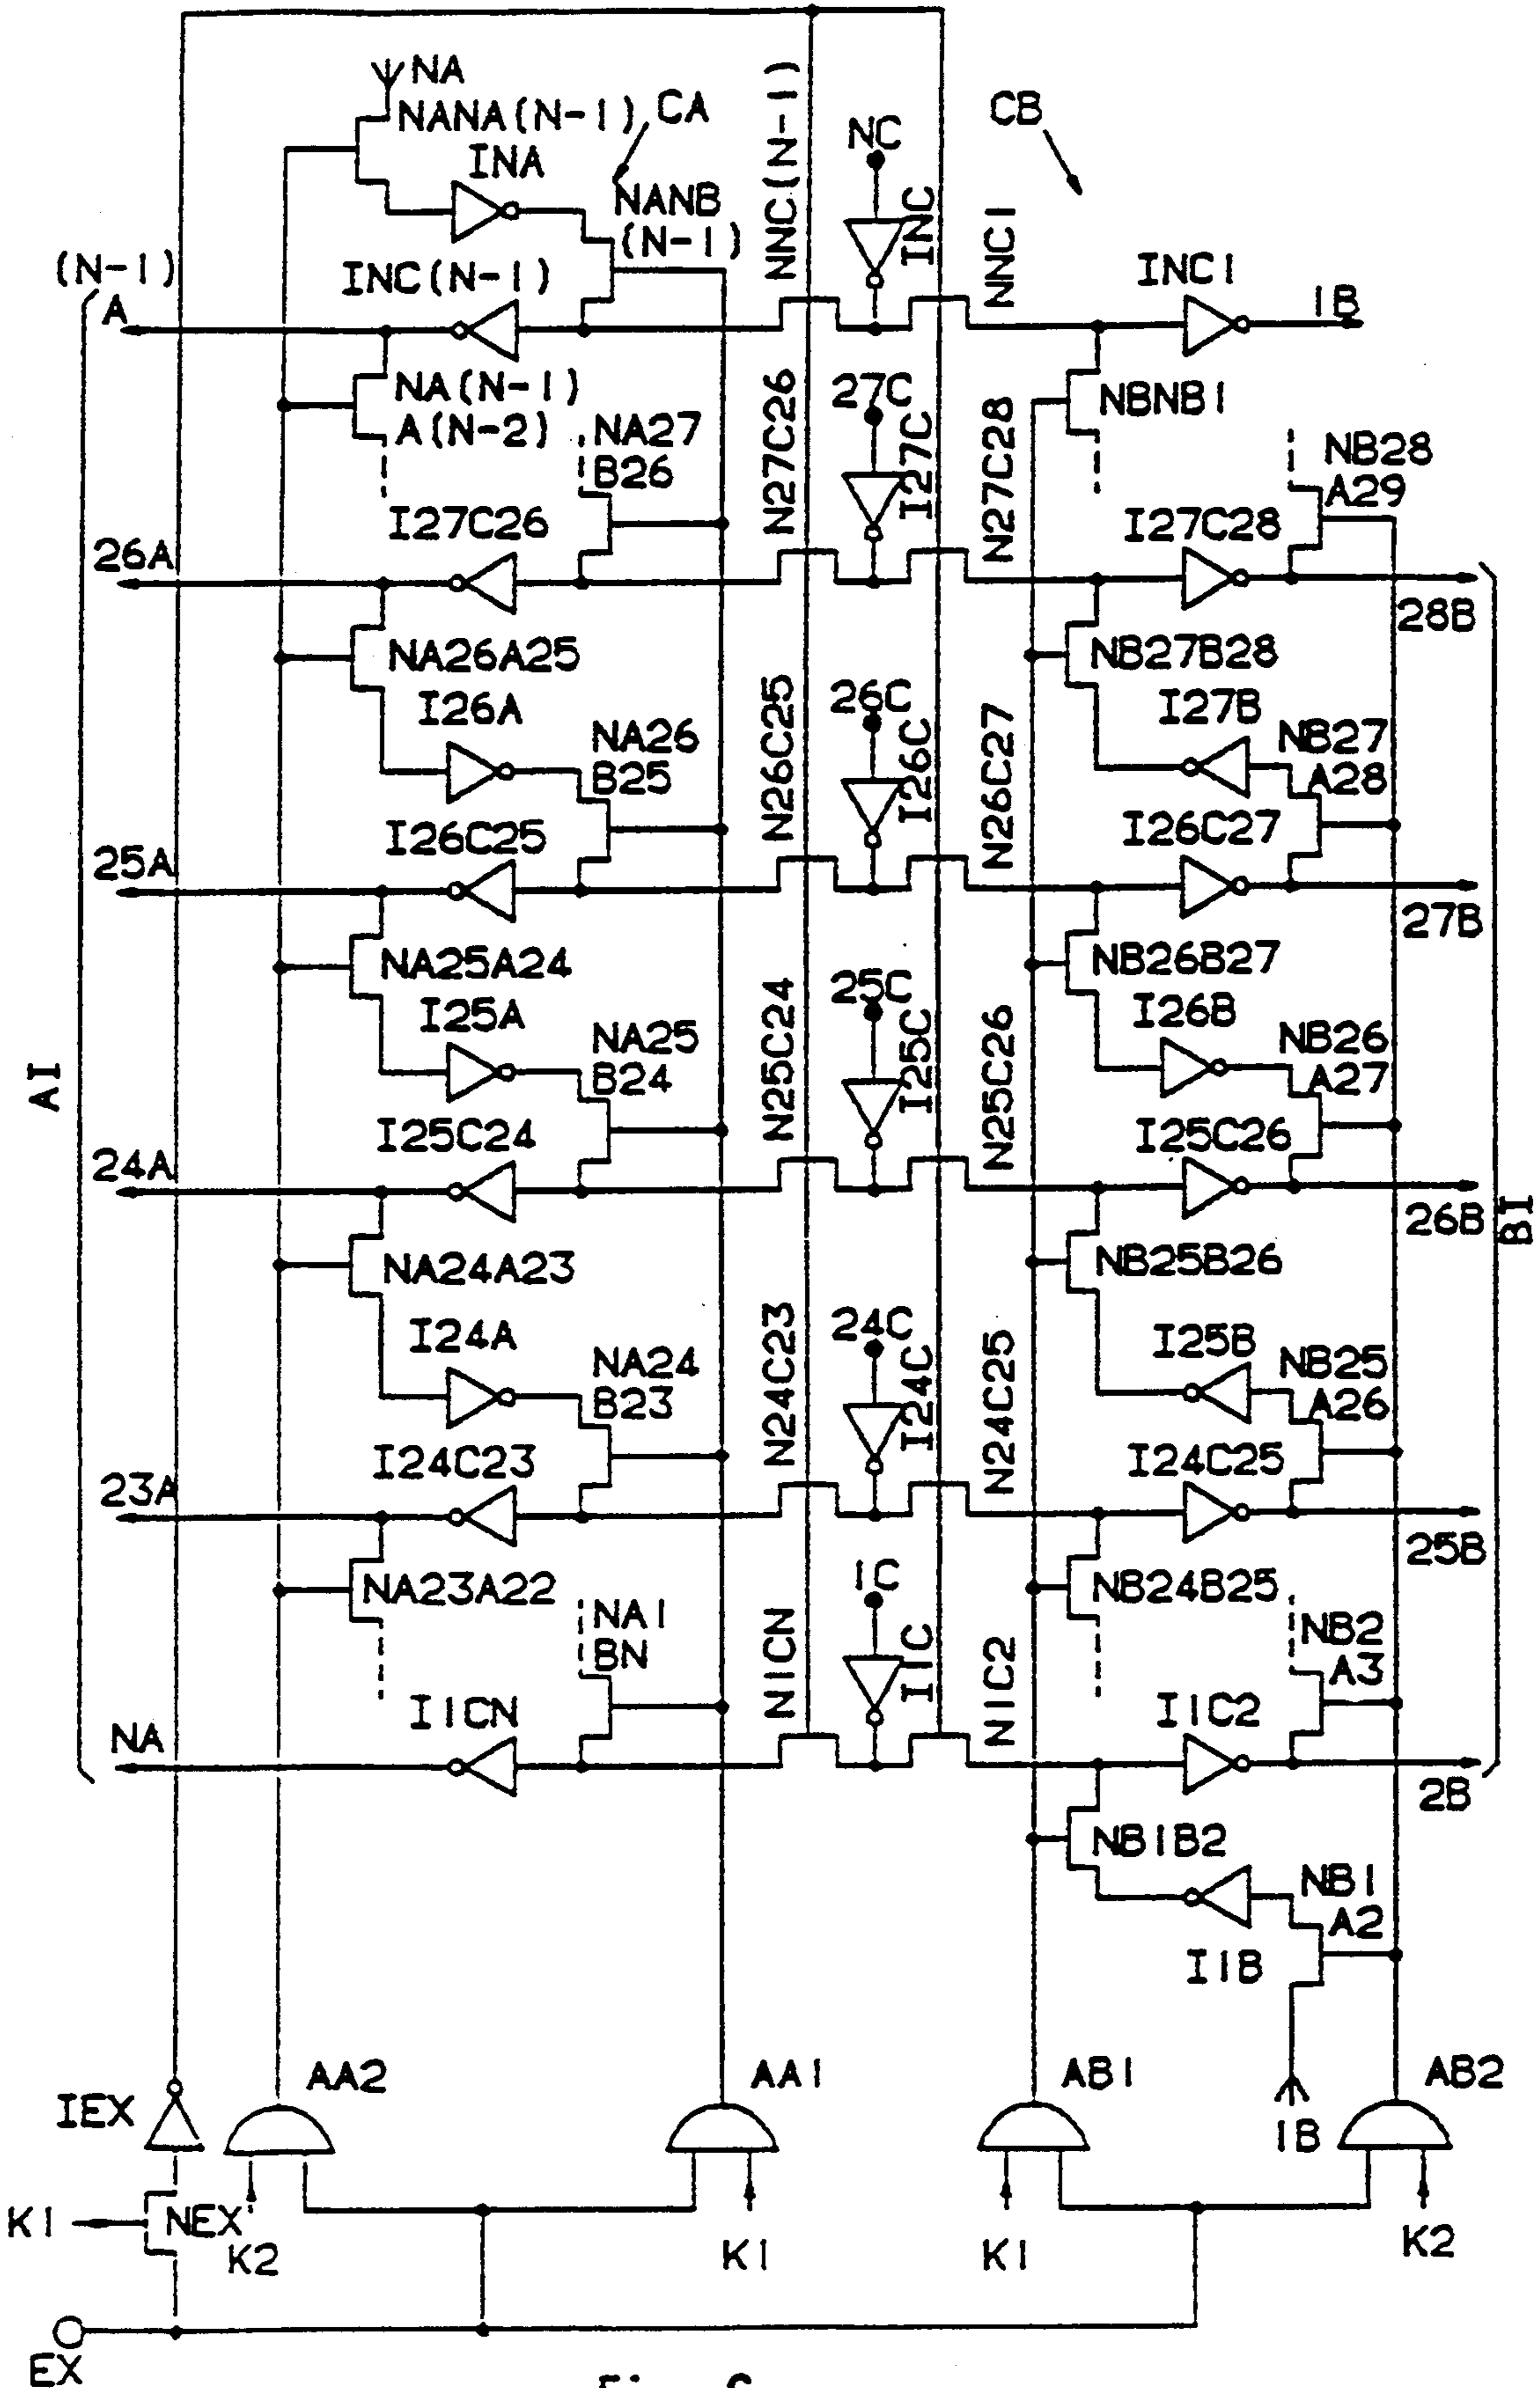 NA
NANA(N-1)
CA
INA
NANB
(N-1)
NNC(N-1)
NC
INC
NNC1
CB
(N-1)
A
INC(N-1)
INC1
1B
NA(N-1)
A(N-2)
NA27
B26
N27C26
27C
I27C
N27C28
NBNB1
NB28
A29
26A
I27C26
I27C28
28B
NA26A25
NB27B28
I26A
NA26
B25
N26C25
26C
I26C
N26C27
I27B
NB27
A28
25A
I26C25
I26C27
27B
NA25A24
NB26B27
I25A
NA25
B24
N25C24
25C
I25C
N25C26
I26B
NB26
A27
AI
24A
I25C24
I25C26
26B
BI
NA24A23
NB25B26
I24A
NA24
B23
N24C23
24C
I24C
N24C25
I25B
NB25
A26
23A
I24C23
I24C25
25B
NA23A22
NB24B25
NA1
BN
N1CN
1C
I1C
N1C2
NB2
A3
NA
I1CN
I1C2
2B
NB1B2
NB1
A2
I1B
IEX
AA2
AA1
AB1
1B
AB2
K1
NEX
K2
K1
K1
K2
EX